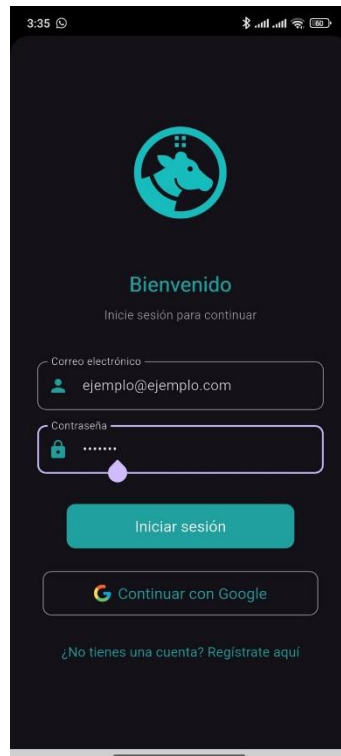 3:35
60
Bienvenido
Inicie sesión para continuar
Correo electrónico
ejemplo@ejemplo.com
Contraseña
•••••••
Iniciar sesión
G Continuar con Google
¿No tienes una cuenta? Regístrate aquí